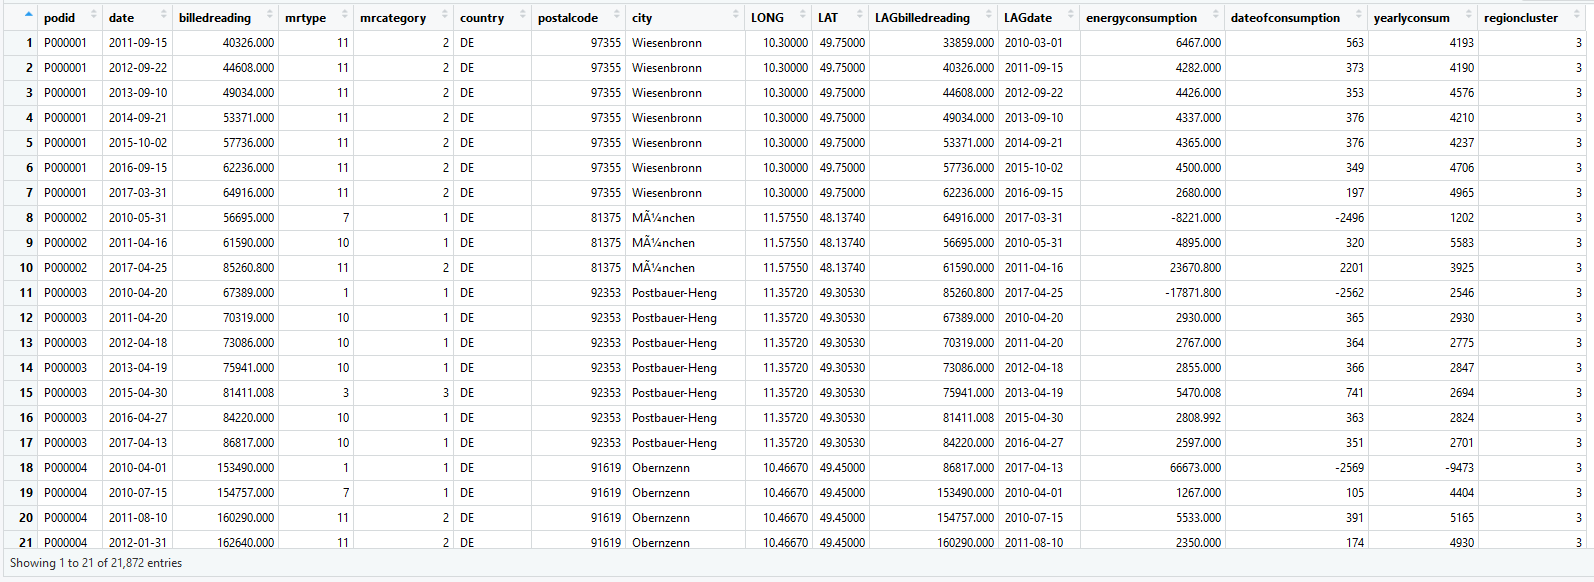 podid date billedreading mrtype mrcategory country postalcode city LONG LAT LAGbilledreading LAGdate energyconsumption dateofconsumption yearlyconsum regioncluster
1 P000001 2011-09-15 40326.000 11 2 DE 97355 Wiesenbronn 10.30000 49.75000 33859.000 2010-03-01 6467.000 563 4193 3
2 P000001 2012-09-22 44608.000 11 2 DE 97355 Wiesenbronn 10.30000 49.75000 40326.000 2011-09-15 4282.000 373 4190 3
3 P000001 2013-09-10 49034.000 11 2 DE 97355 Wiesenbronn 10.30000 49.75000 44608.000 2012-09-22 4426.000 353 4576 3
4 P000001 2014-09-21 53371.000 11 2 DE 97355 Wiesenbronn 10.30000 49.75000 49034.000 2013-09-10 4337.000 376 4210 3
5 P000001 2015-10-02 57736.000 11 2 DE 97355 Wiesenbronn 10.30000 49.75000 53371.000 2014-09-21 4365.000 376 4237 3
6 P000001 2016-09-15 62236.000 11 2 DE 97355 Wiesenbronn 10.30000 49.75000 57736.000 2015-10-02 4500.000 349 4706 3
7 P000001 2017-03-31 64916.000 11 2 DE 97355 Wiesenbronn 10.30000 49.75000 62236.000 2016-09-15 2680.000 197 4965 3
8 P000002 2010-05-31 56695.000 7 1 DE 81375 MÃ¼nchen 11.57550 48.13740 64916.000 2017-03-31 -8221.000 -2496 1202 3
9 P000002 2011-04-16 61590.000 10 1 DE 81375 MÃ¼nchen 11.57550 48.13740 56695.000 2010-05-31 4895.000 320 5583 3
10 P000002 2017-04-25 85260.800 11 2 DE 81375 MÃ¼nchen 11.57550 48.13740 61590.000 2011-04-16 23670.800 2201 3925 3
11 P000003 2010-04-20 67389.000 1 1 DE 92353 Postbauer-Heng 11.35720 49.30530 85260.800 2017-04-25 -17871.800 -2562 2546 3
12 P000003 2011-04-20 70319.000 10 1 DE 92353 Postbauer-Heng 11.35720 49.30530 67389.000 2010-04-20 2930.000 365 2930 3
13 P000003 2012-04-18 73086.000 10 1 DE 92353 Postbauer-Heng 11.35720 49.30530 70319.000 2011-04-20 2767.000 364 2775 3
14 P000003 2013-04-19 75941.000 10 1 DE 92353 Postbauer-Heng 11.35720 49.30530 73086.000 2012-04-18 2855.000 366 2847 3
15 P000003 2015-04-30 81411.008 3 3 DE 92353 Postbauer-Heng 11.35720 49.30530 75941.000 2013-04-19 5470.008 741 2694 3
16 P000003 2016-04-27 84220.000 10 1 DE 92353 Postbauer-Heng 11.35720 49.30530 81411.008 2015-04-30 2808.992 363 2824 3
17 P000003 2017-04-13 86817.000 10 1 DE 92353 Postbauer-Heng 11.35720 49.30530 84220.000 2016-04-27 2597.000 351 2701 3
18 P000004 2010-04-01 153490.000 1 1 DE 91619 Obernzenn 10.46670 49.45000 86817.000 2017-04-13 66673.000 -2569 -9473 3
19 P000004 2010-07-15 154757.000 7 1 DE 91619 Obernzenn 10.46670 49.45000 153490.000 2010-04-01 1267.000 105 4404 3
20 P000004 2011-08-10 160290.000 11 2 DE 91619 Obernzenn 10.46670 49.45000 154757.000 2010-07-15 5533.000 391 5165 3
21 P000004 2012-01-31 162640.000 11 2 DE 91619 Obernzenn 10.46670 49.45000 160290.000 2011-08-10 2350.000 174 4930 3
Showing 1 to 21 of 21,872 entries